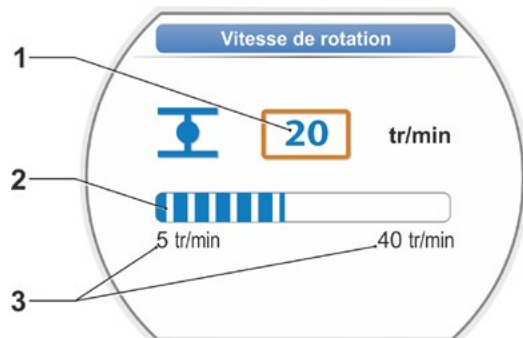 Vitesse de rotation
1
20 tr/min
2
5 tr/min 40 tr/min
3